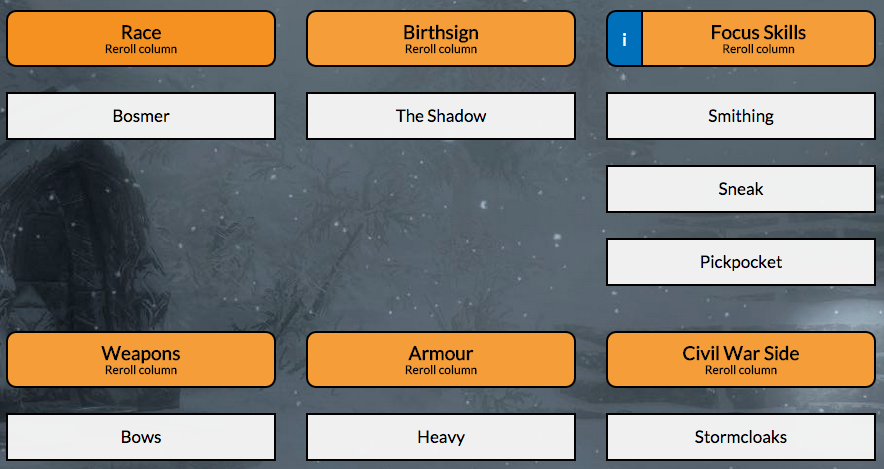 Race
Reroll column
Birthsign
Reroll column
i
Focus Skills
Reroll column
Bosmer
The Shadow
Smithing
Sneak
Pickpocket
Weapons
Reroll column
Armour
Reroll column
Civil War Side
Reroll column
Bows
Heavy
Stormcloaks